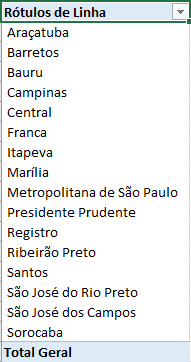 Rótulos de Linha
Araçatuba
Barretos
Bauru
Campinas
Central
Franca
Itapeva
Marília
Metropolitana de São Paulo
Presidente Prudente
Registro
Ribeirão Preto
Santos
São José do Rio Preto
São José dos Campos
Sorocaba
Total Geral